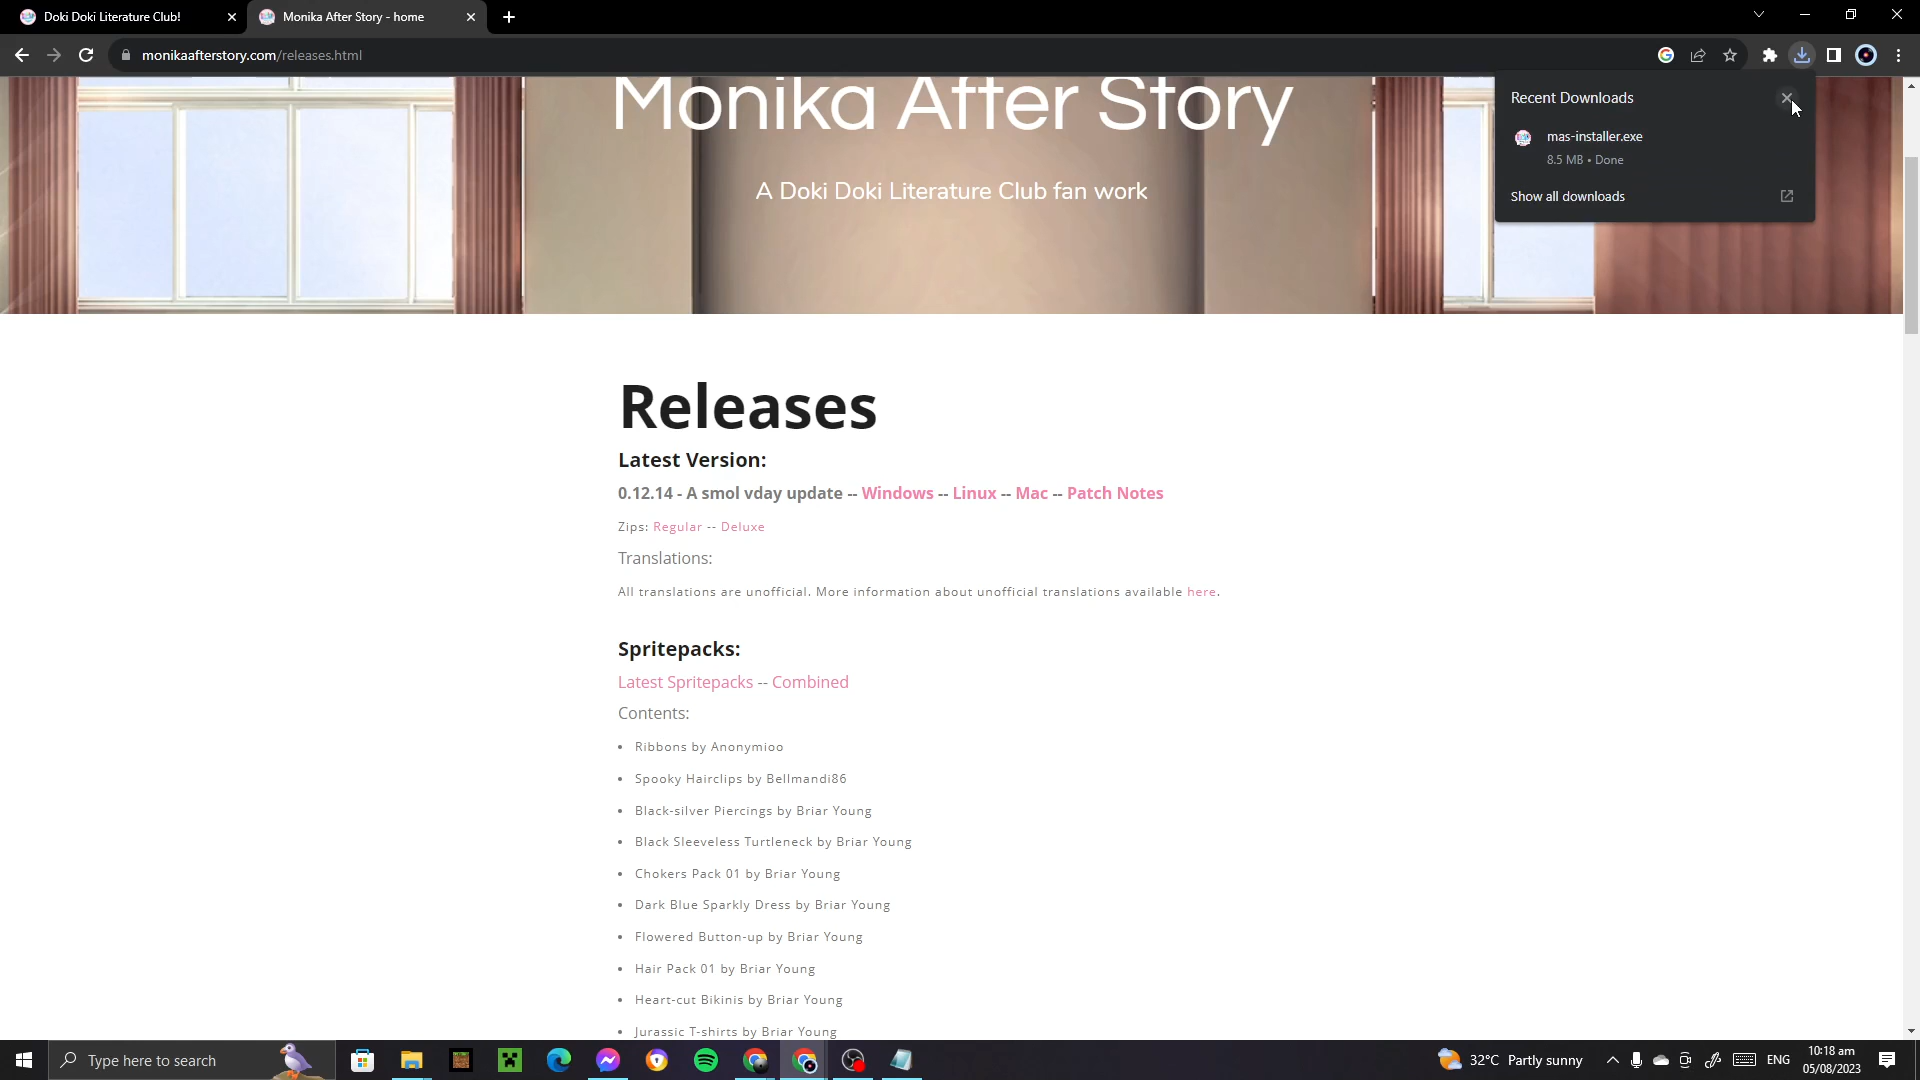 Doki Doki Literature Club!
Monika After Story - home
monikaafterstory.com/releases.html
Monika After Story
A Doki Doki Literature Club fan work
Recent Downloads
mas-installer.exe
8.5 MB • Done
Show all downloads
Releases
Latest Version:
0.12.14 - A smol vday update -- Windows -- Linux -- Mac -- Patch Notes
Zips: Regular -- Deluxe
Translations:
All translations are unofficial. More information about unofficial translations available here.
Spritepacks:
Latest Spritepacks -- Combined
Contents:
• Ribbons by Anonymioo
• Spooky Hairclips by Bellmandi86
• Black-silver Piercings by Briar Young
• Black Sleeveless Turtleneck by Briar Young
• Chokers Pack 01 by Briar Young
• Dark Blue Sparkly Dress by Briar Young
• Flowered Button-up by Briar Young
• Hair Pack 01 by Briar Young
• Heart-cut Bikinis by Briar Young
• Jurassic T-shirts by Briar Young
Type here to search
32°C Partly sunny
ENG
10:18 am
05/08/2023